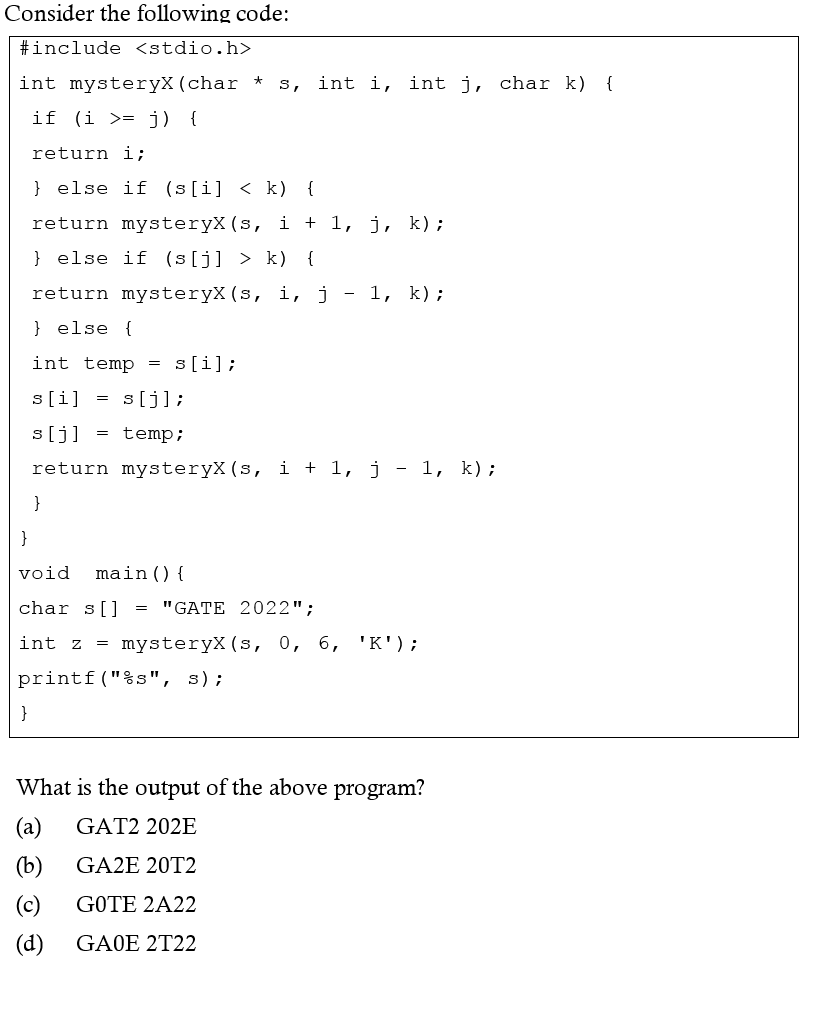 Consider the following code:
#include <stdio.h>
int mysteryX(char * s, int i, int j, char k) {
if (i >= j) {
return i;
} else if (s[i] < k) {
return mysteryX(s, i + 1, j, k);
} else if (s[j] > k) {
return mysteryX(s, i, j - 1, k);
} else {
int temp = s[i];
s[i] = s[j];
s[j] = temp;
return mysteryX(s, i + 1, j - 1, k);
}
}
void  main(){
char s[] = "GATE 2022";
int z = mysteryX(s, 0, 6, 'K');
printf("%s", s);
}
What is the output of the above program?
(a) GAT2 202E
(b) GA2E 20T2
(c) G0TE 2A22
(d) GA0E 2T22